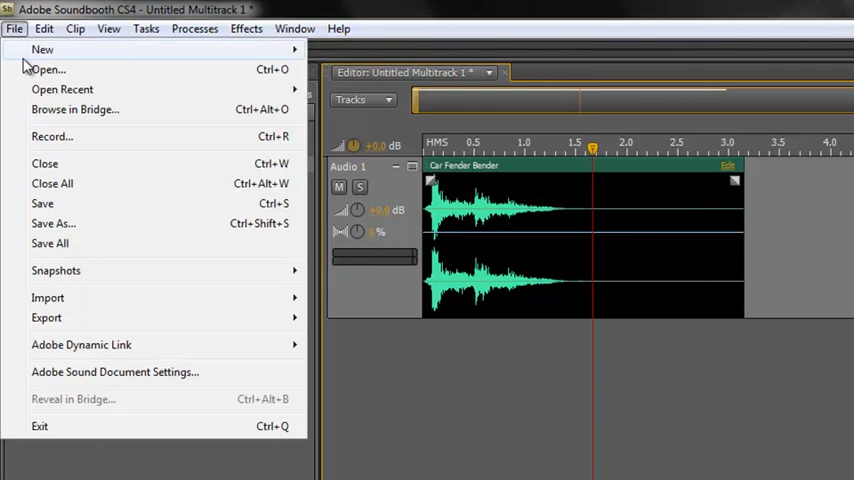 Sb Adobe Soundbooth CS4 - Untitled Multitrack 1 *
File Edit Clip View Tasks Processes Effects Window Help
New
Open... Ctrl+O
Open Recent
Browse in Bridge... Ctrl+Alt+O
Record... Ctrl+R
Close Ctrl+W
Close All Ctrl+Alt+W
Save Ctrl+S
Save As... Ctrl+Shift+S
Save All
Snapshots
Import
Export
Adobe Dynamic Link
Adobe Sound Document Settings...
Reveal in Bridge... Ctrl+Alt+B
Exit Ctrl+Q
Editor: Untitled Multitrack 1 *
Tracks
+0.0 dB
HMS 0.5 1.0 1.5 2.0 2.5 3.0 3.5 4.0
Audio 1
Car Fender Bender Edit
M S
+0.0 dB
0 %